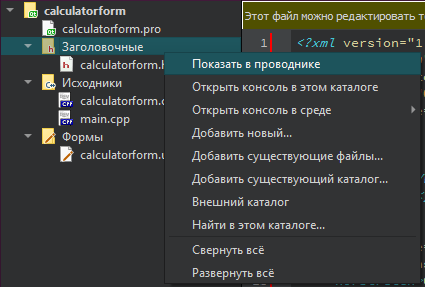 calculatorform
Этот файл можно редактировать
calculatorform.pro
1 <?xml version="1
Заголовочные
calculatorform.h
Показать в проводнике
Открыть консоль в этом каталоге
Исходники
Открыть консоль в среде
calculatorform.c
Добавить новый...
main.cpp
Добавить существующие файлы...
Формы
calculatorform.u
Добавить существующий каталог...
Внешний каталог
Найти в этом каталоге...
Свернуть всё
Развернуть всё